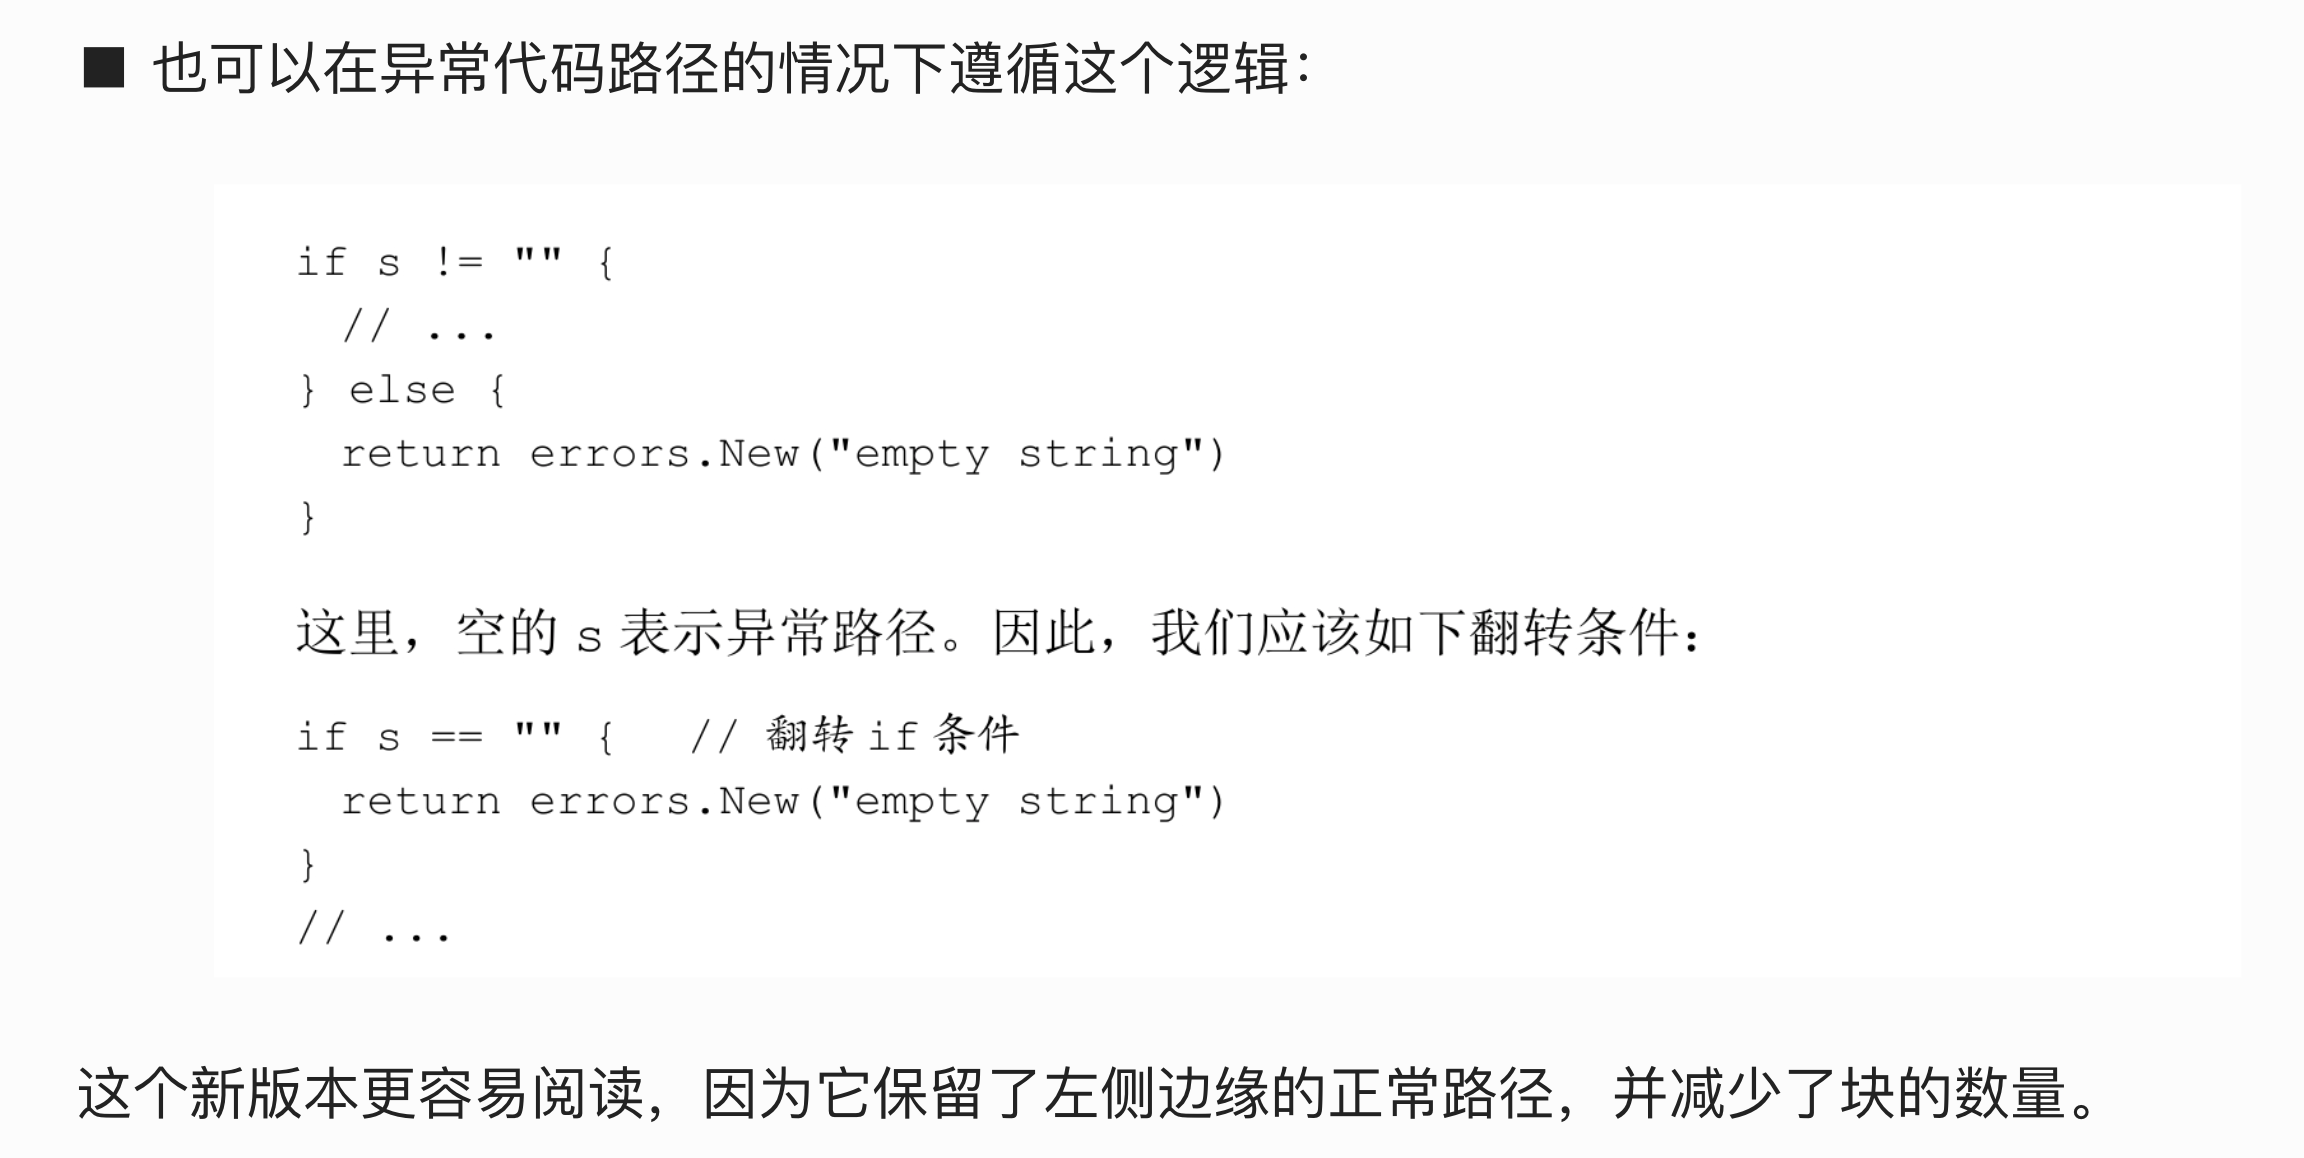 ■ 也可以在异常代码路径的情况下遵循这个逻辑：
if s != "" {
  // ...
} else {
  return errors.New("empty string")
}
这里，空的 s 表示异常路径。因此，我们应该如下翻转条件：
if s == "" {   // 翻转 if 条件
  return errors.New("empty string")
}
// ...
这个新版本更容易阅读，因为它保留了左侧边缘的正常路径，并减少了块的数量。